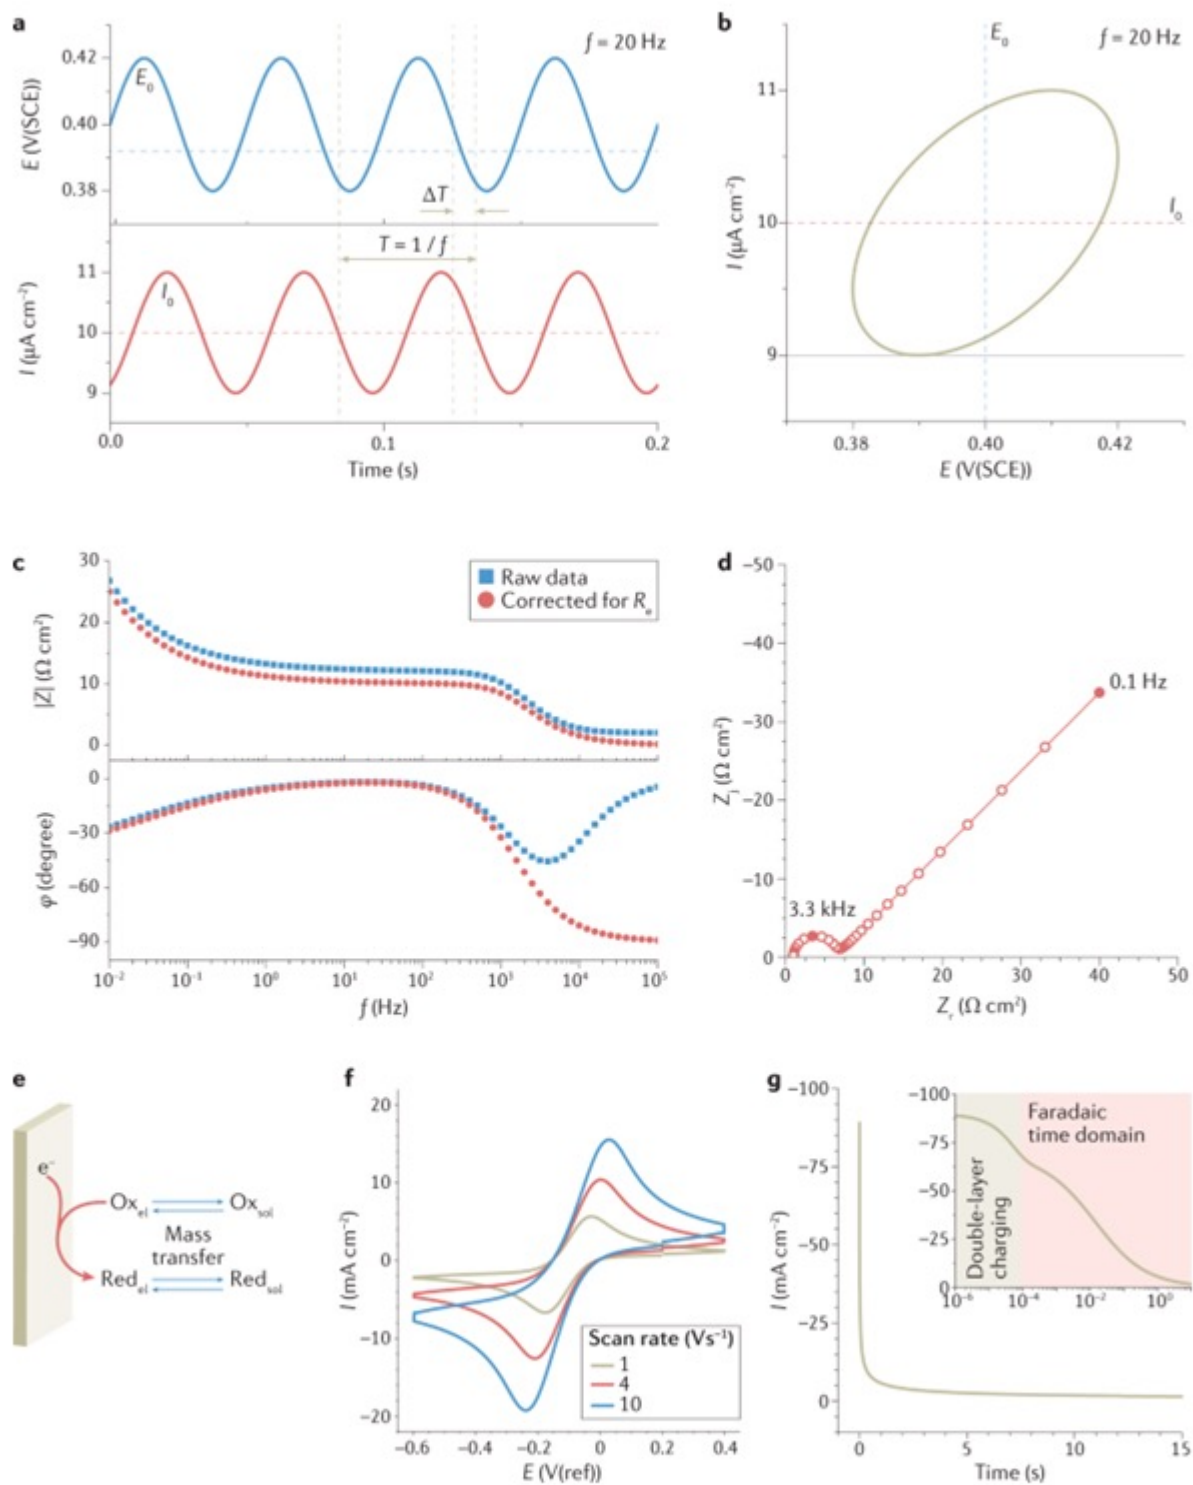 a
f = 20 Hz
E (V(SCE))
0.42
0.40
0.38
E₀
ΔT
T = 1 / f
I (µA cm⁻²)
11
10
9
I₀
0.0
0.1
0.2
Time (s)
b
E₀
f = 20 Hz
I (µA cm⁻²)
11
10
9
I₀
0.38
0.40
0.42
E (V(SCE))
c
|Z| (Ω cm²)
30
20
10
0
Raw data
Corrected for Rₑ
φ (degree)
0
−30
−60
−90
10⁻²
10⁻¹
10⁰
10¹
10²
10³
10⁴
10⁵
f (Hz)
d
Zⱼ (Ω cm²)
−50
−40
−30
−20
−10
0
0.1 Hz
3.3 kHz
0
10
20
30
40
50
Zᵣ (Ω cm²)
e
e⁻
Oxₑₗ
Oxₛₒₗ
Mass
transfer
Redₑₗ
Redₛₒₗ
f
I (mA cm⁻²)
20
10
0
−10
−20
Scan rate (Vs⁻¹)
1
4
10
−0.6
−0.4
−0.2
0
0.2
0.4
E (V(ref))
g
I (mA cm⁻²)
−100
−75
−50
−25
0
−100
−75
−50
−25
0
Double-layer
charging
Faradaic
time domain
10⁻⁶
10⁻⁴
10⁻²
10⁰
0
5
10
15
Time (s)